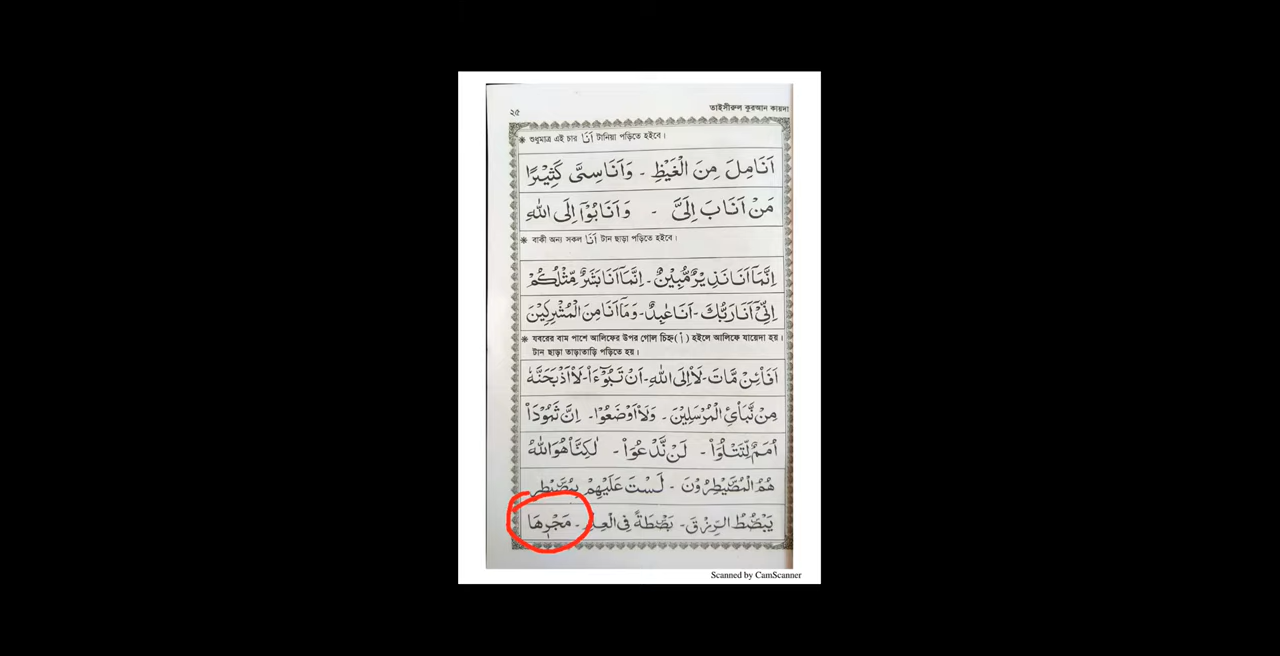 ২৫ তাইসীরুল কুরআন কায়দা
❋ শুধুমাত্র এই চার اَنَا টানিয়া পড়িতে হইবে।
اَنَامِلَ مِنَ الْغَيْظِ - وَاَنَاسِىَّ كَثِيْرًا
مَنْ اَنَابَ اِلَىَّ - وَاَنَابُوْۤا اِلَى اللهِ
❋ বাকী অন্য সকল اَنَا টান ছাড়া পড়িতে হইবে।
اِنَّمَاۤ اَنَا نَذِيْرٌ مُّبِيْنٌ - اِنَّمَاۤ اَنَا بَشَرٌ مِّثْلُكُمْ
اِنِّىْۤ اَنَا رَبُّكَ - اَنَا عٰبِدٌ - وَمَاۤ اَنَا مِنَ الْمُشْرِكِيْنَ
❋ যবরের বাম পাশে আলিফের উপর গোল চিহ্ন (اْ) হইলে আলিফে যায়েদা হয়।
টান ছাড়া তাড়াতাড়ি পড়িতে হয়।
اَفَاْئِنْ مَّاتَ - لَاْ اِلَى اللهِ - اَنْ تَبُوْٓءَاْ - لَاْ اَذْبَحَنَّهٗ
مِنْ نَّبَاْئِ الْمُرْسَلِيْنَ - وَلَاْ اَوْضَعُوْا - اِنَّ ثَمُوْدَاْ
اُمَمٌ لِّتَتْلُوَاْ - لَنْ نَّدْعُوَاْ - لٰكِنَّاْ هُوَ اللهُ
هُمُ الْمُصَۜيْطِرُوْنَ - لَسْتَ عَلَيْهِمْ بِمُصَۜيْطِرٍ
يَبْصُۜطُ الرِّزْقَ - بَصْۜطَةً فِى الْعِلْمِ - مَجْرٖهَا
Scanned by CamScanner